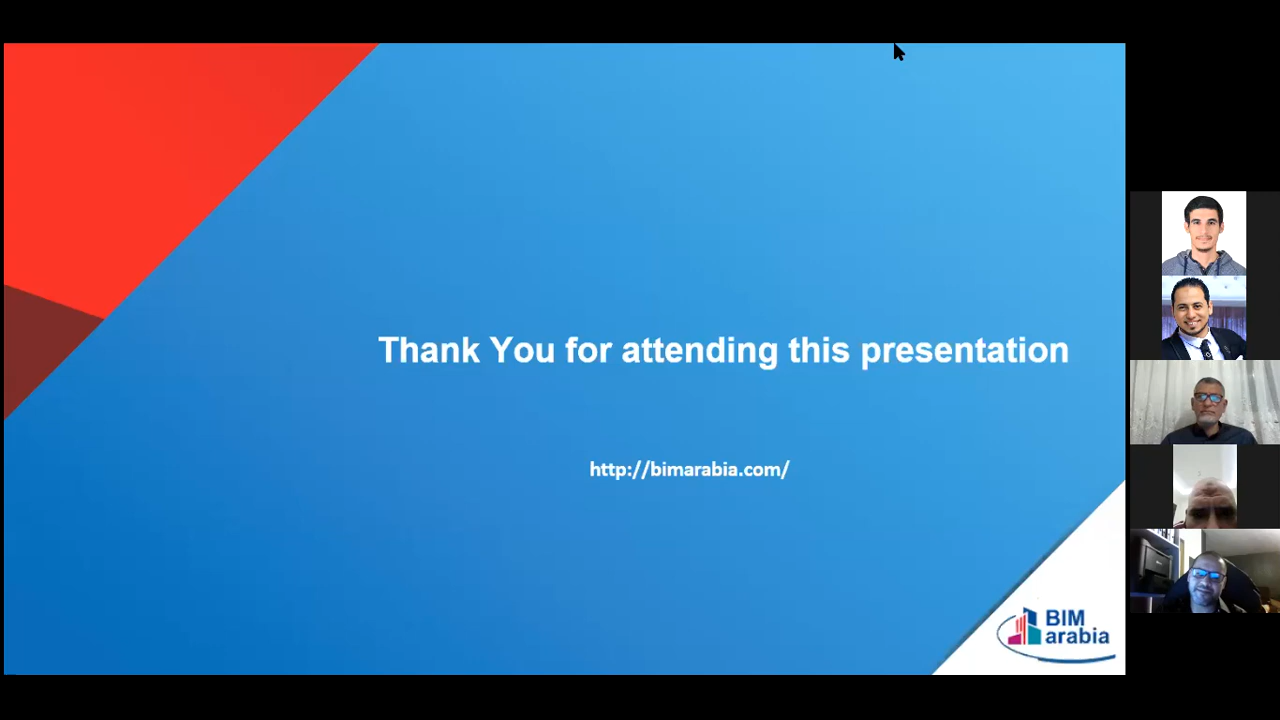 Thank You for attending this presentation
http://bimarabia.com/
BIM
arabia